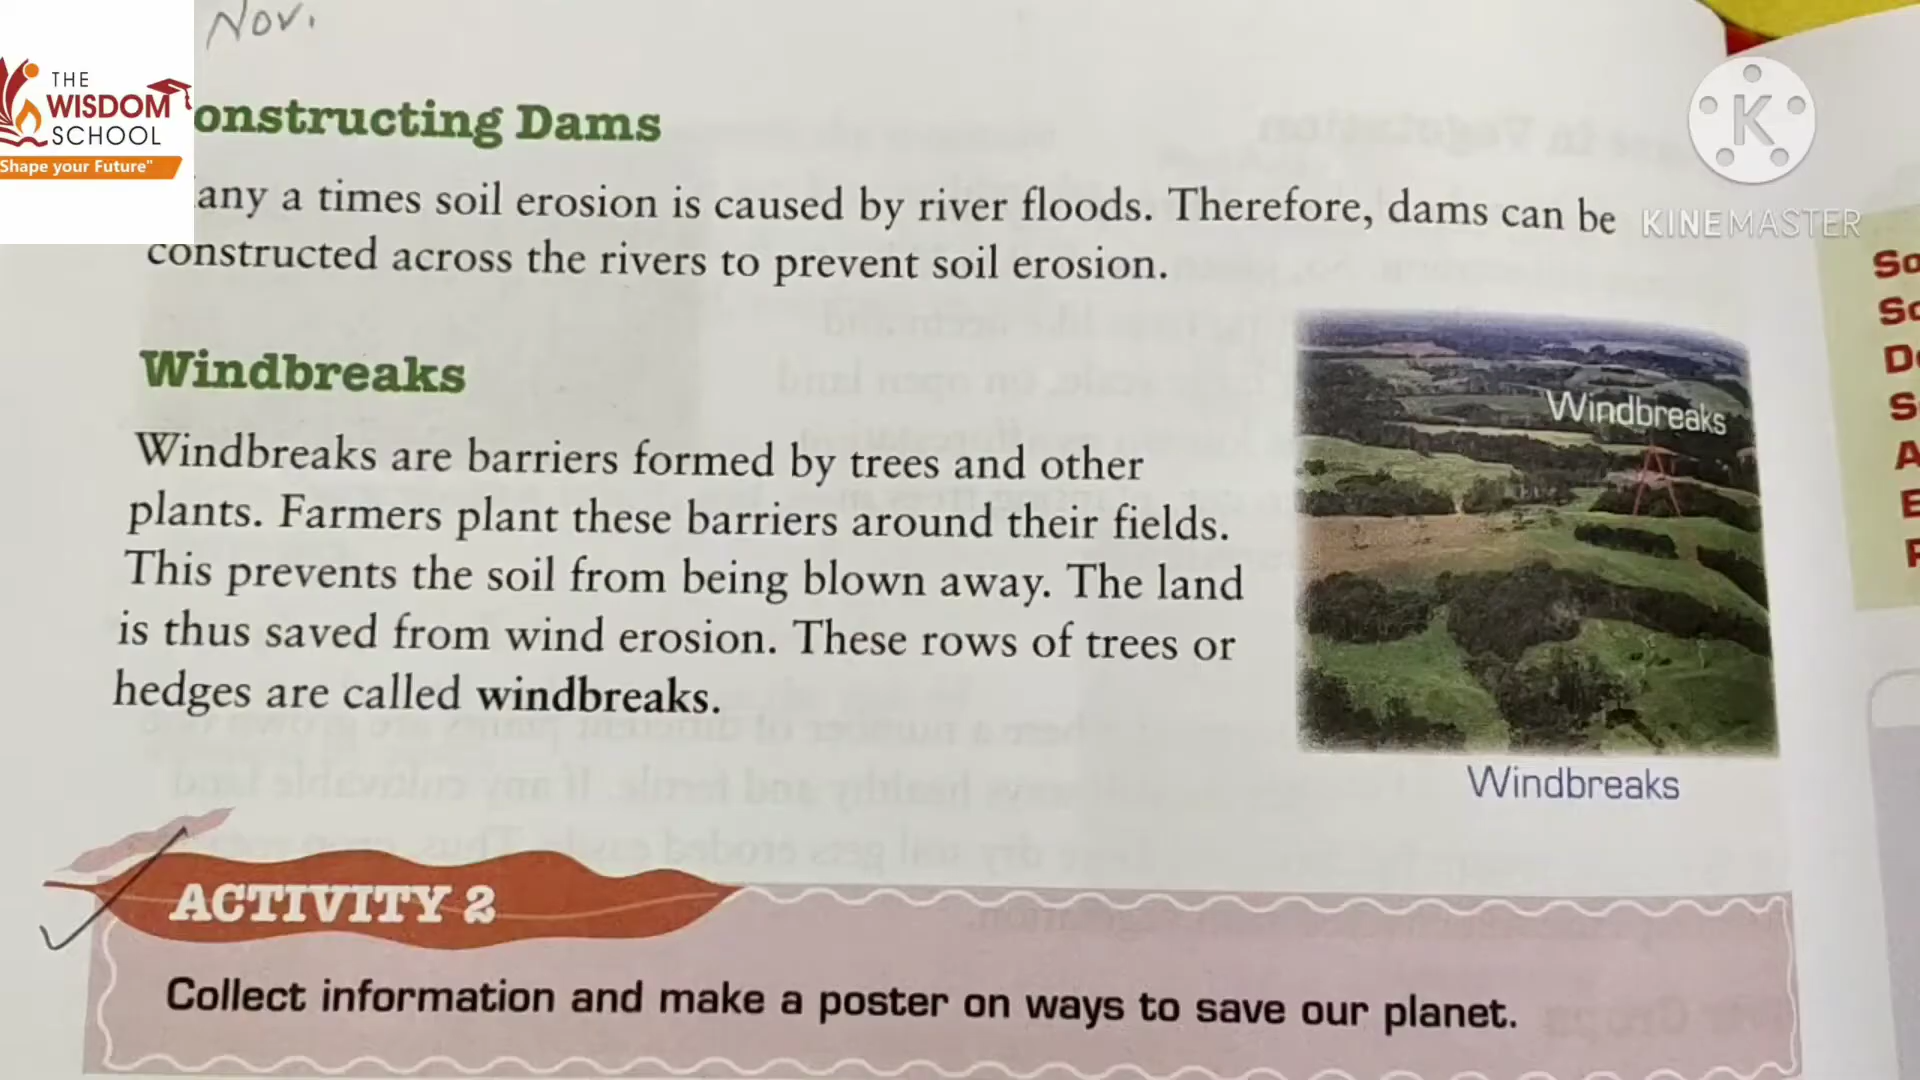 Nov.
THE
WISDOM
SCHOOL
Shape your Future"
onstructing Dams
any a times soil erosion is caused by river floods. Therefore, dams can be
constructed across the rivers to prevent soil erosion.
KINEMASTER
Windbreaks
Windbreaks are barriers formed by trees and other
plants. Farmers plant these barriers around their fields.
This prevents the soil from being blown away. The land
is thus saved from wind erosion. These rows of trees or
hedges are called windbreaks.
Windbreaks
Windbreaks
ACTIVITY 2
Collect information and make a poster on ways to save our planet.